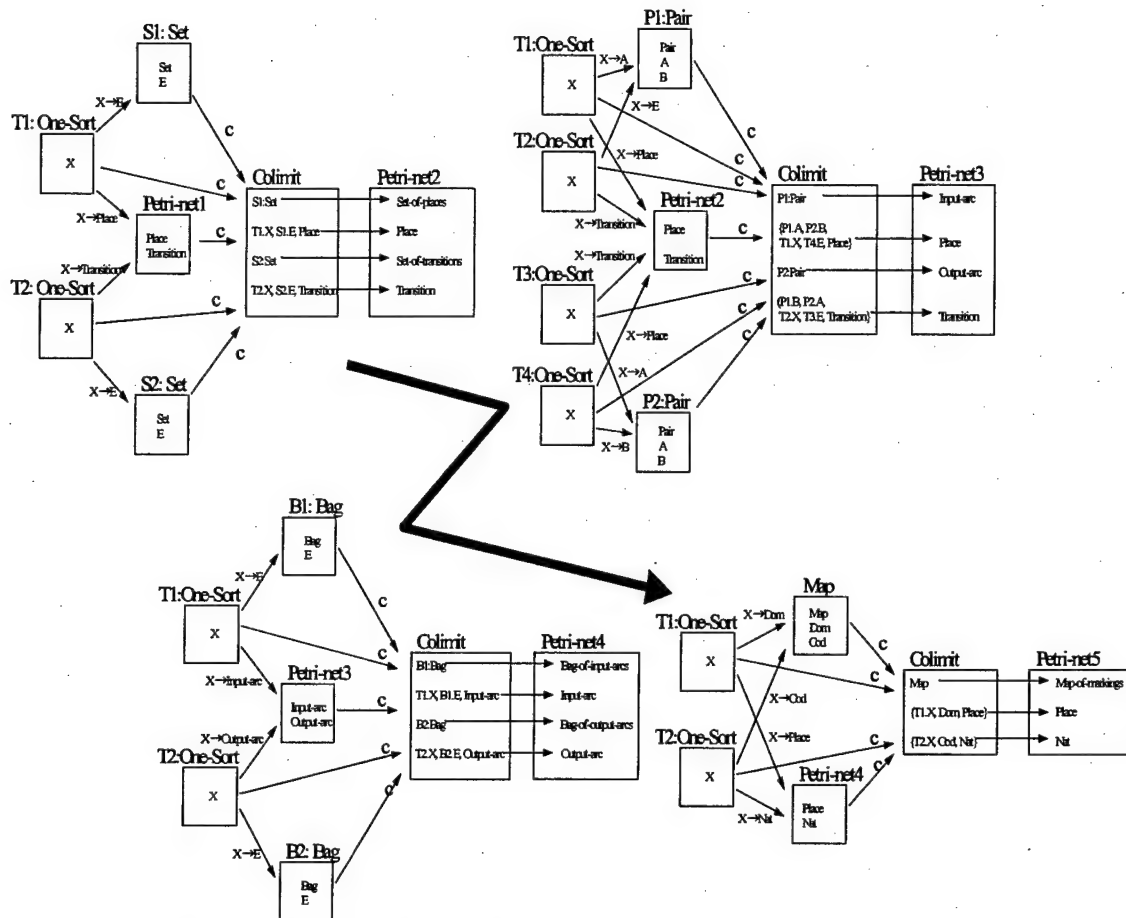 S1: Set
Set
E
X→E
T1: One-Sort
X
C
C
X→Place
Petri-net1
Place
Transition
C
X→Transition
T2: One-Sort
X
C
C
X→E
S2: Set
Set
E
Colimit
S1:Set
T1.X, S1.E, Place
S2:Set
T2.X, S2.E, Transition
Petri-net2
Set-of-places
Place
Set-of-transitions
Transition
P1:Pair
Pair
A
B
T1:One-Sort
X
X→A
X→E
C
T2:One-Sort
X
C
C
X→Place
Petri-net2
Place
Transition
X→Transition
X→Transition
C
T3:One-Sort
X
C
C
X→Place
T4:One-Sort
X
X→A
X→B
P2:Pair
Pair
A
B
C
Colimit
P1:Pair
{P1.A, P2.B,
T1.X, T4.E, Place}
P2:Pair
{P1.B, P2.A,
T2.X, T3.E, Transition}
Petri-net3
Input-arc
Place
Output-arc
Transition
B1: Bag
Bag
E
X→E
T1:One-Sort
X
C
C
X→Input-arc
Petri-net3
Input-arc
Output-arc
C
X→Output-arc
T2:One-Sort
X
C
C
X→E
B2: Bag
Bag
E
Colimit
B1:Bag
T1.X, B1.E, Input-arc
B2:Bag
T2.X, B2.E, Output-arc
Petri-net4
Bag-of-input-arcs
Input-arc
Bag-of-output-arcs
Output-arc
Map
Map
Dom
Cod
X→Dom
T1:One-Sort
X
C
C
X→Cod
X→Place
T2:One-Sort
X
C
C
X→Nat
Petri-net4
Place
Nat
Colimit
Map
{T1.X, Dom, Place}
{T2.X, Cod, Nat}
Petri-net5
Map-of-markings
Place
Nat